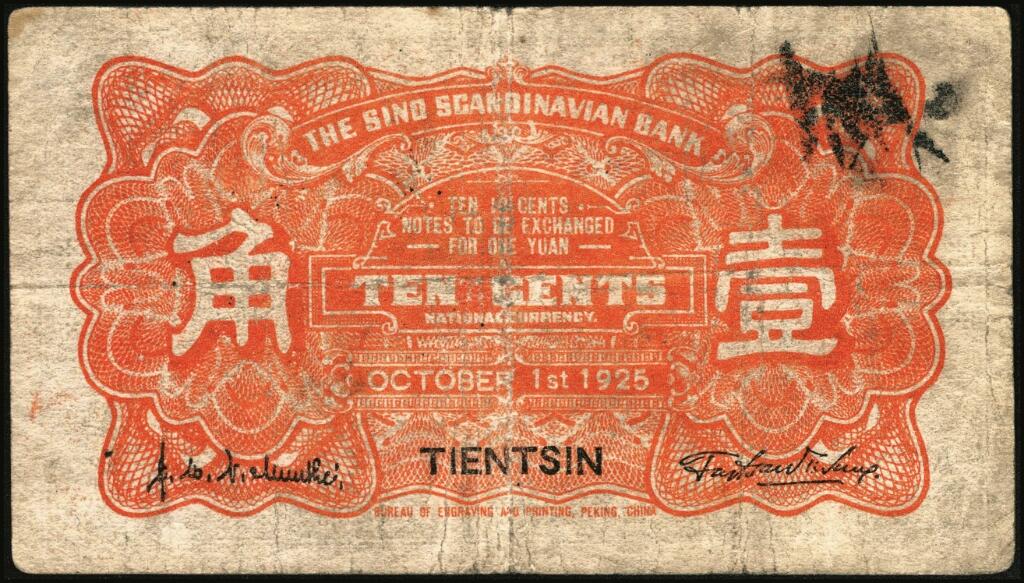 THE SINO SCANDINAVIAN BANK
TEN 10 CENTS
NOTES TO BE EXCHANGED
FOR ONE YUAN
角 壹
TEN CENTS
NATIONAL CURRENCY.
OCTOBER 1st 1925
TIENTSIN
BUREAU OF ENGRAVING AND PRINTING, PEKING, CHINA